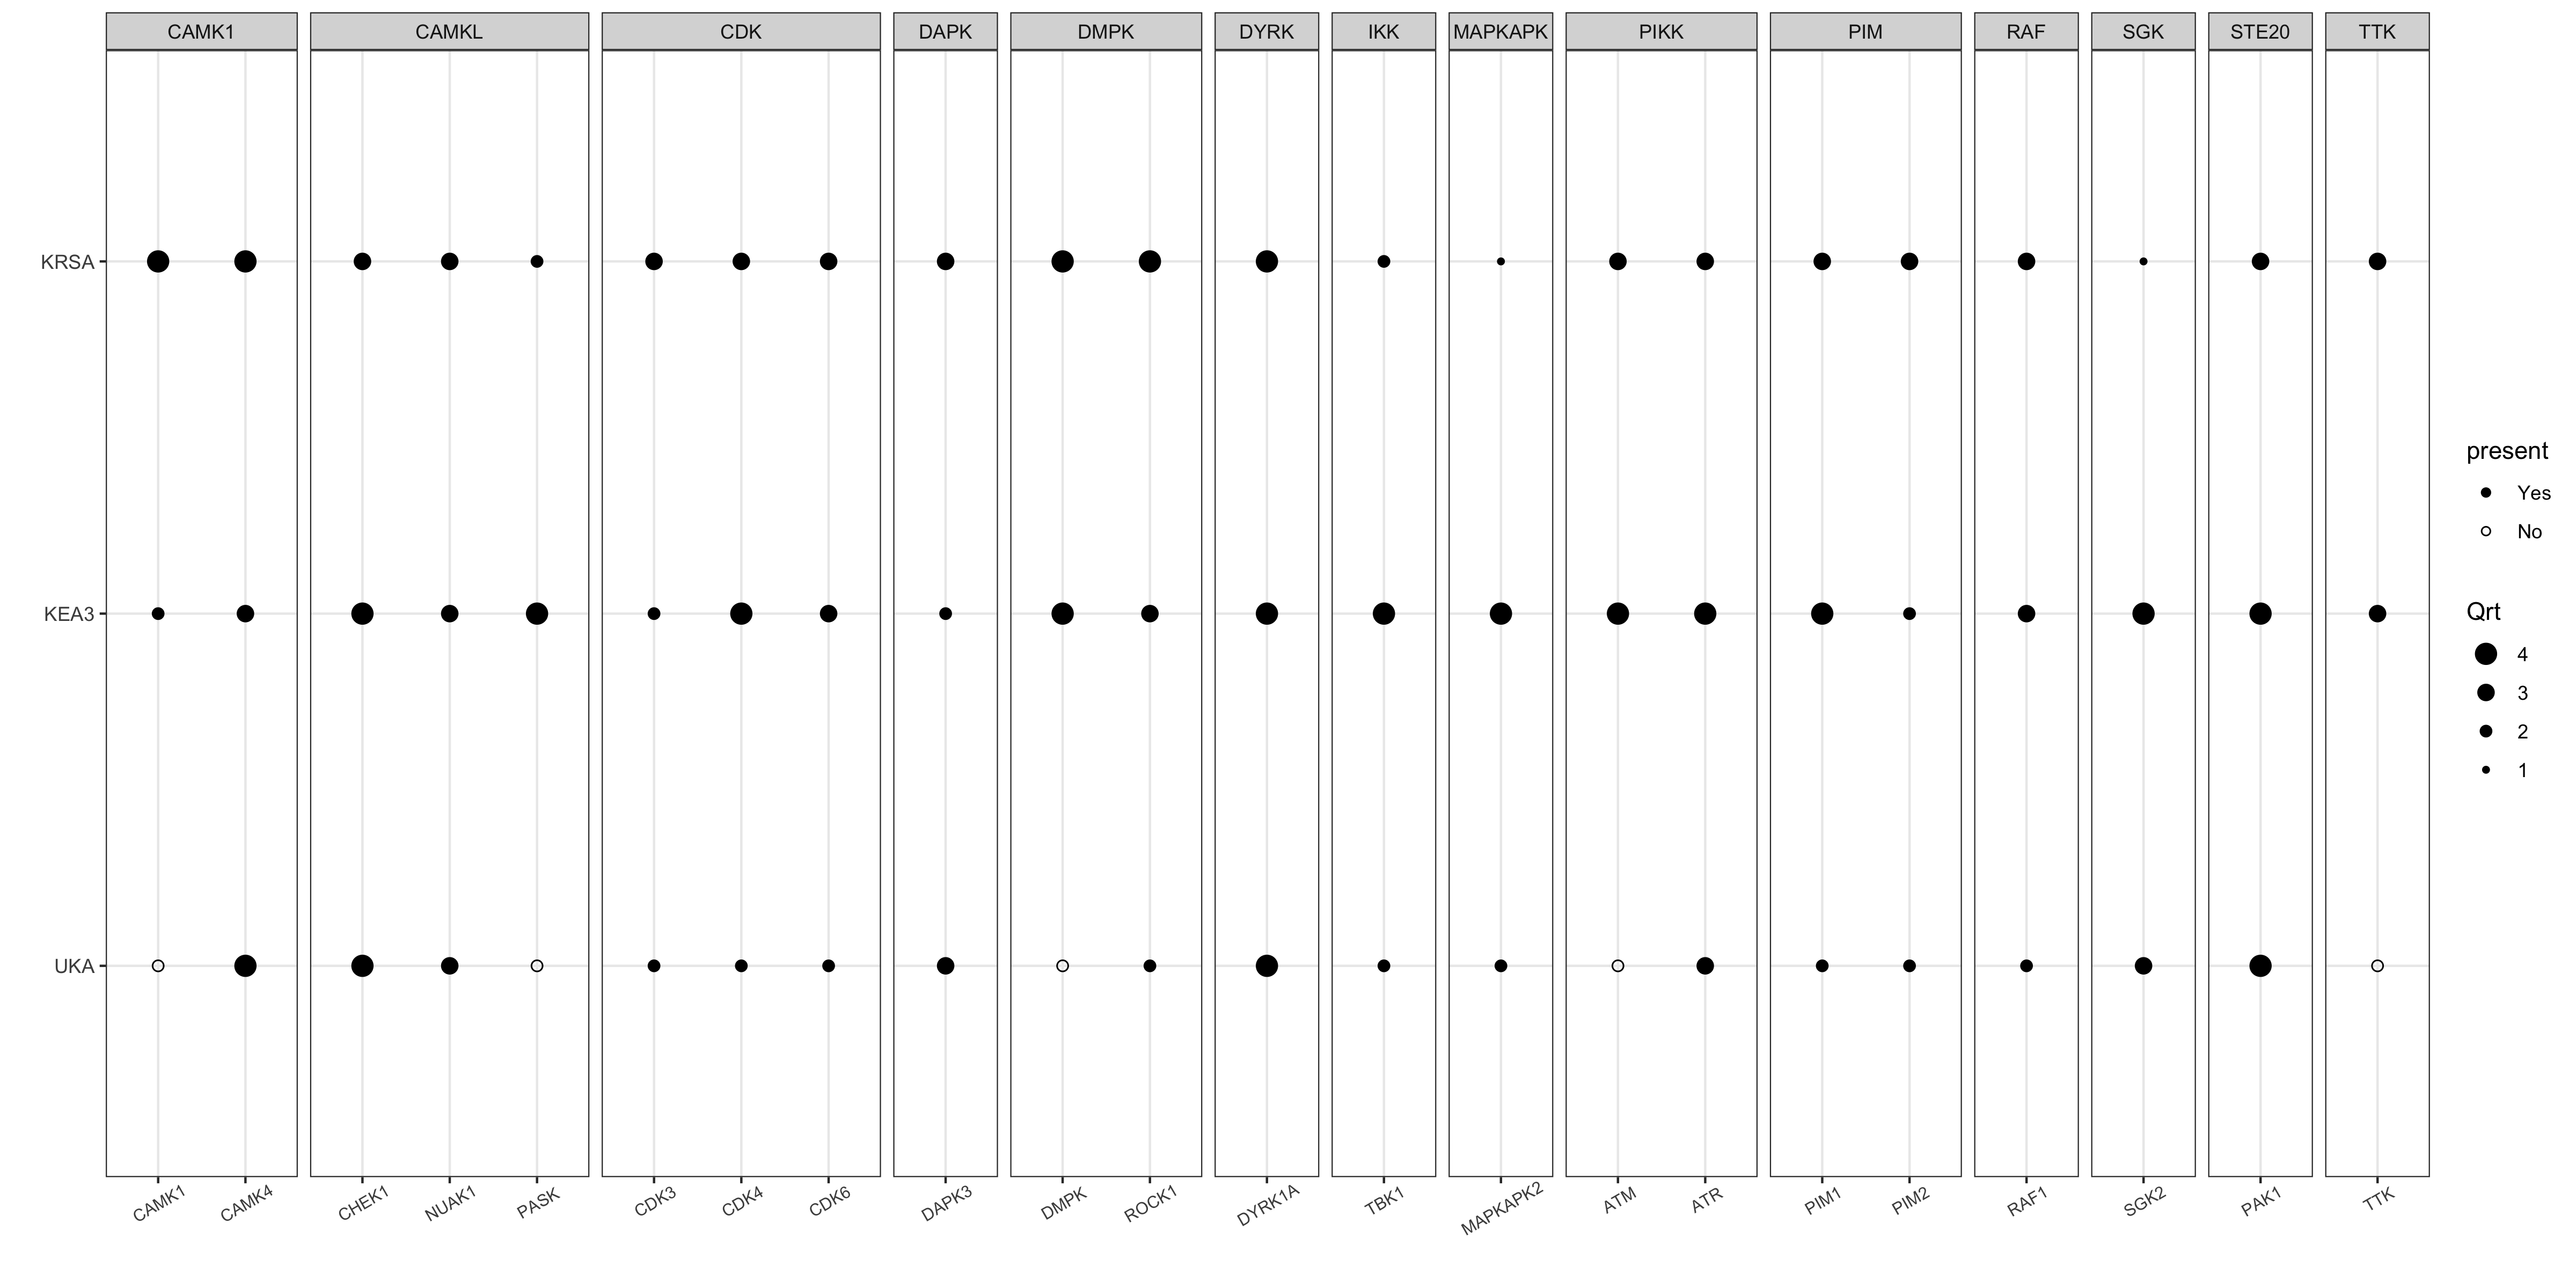 CAMK1 CAMKL CDK DAPK DMPK DYRK IKK MAPKAPK PIKK PIM RAF SGK STE20 TTK
KRSA
KEA3
UKA
CAMK1 CAMK4 CHEK1 NUAK1 PASK CDK3 CDK4 CDK6 DAPK3 DMPK ROCK1 DYRK1A TBK1 MAPKAPK2 ATM ATR PIM1 PIM2 RAF1 SGK2 PAK1 TTK
present
Yes
No
Qrt
4
3
2
1